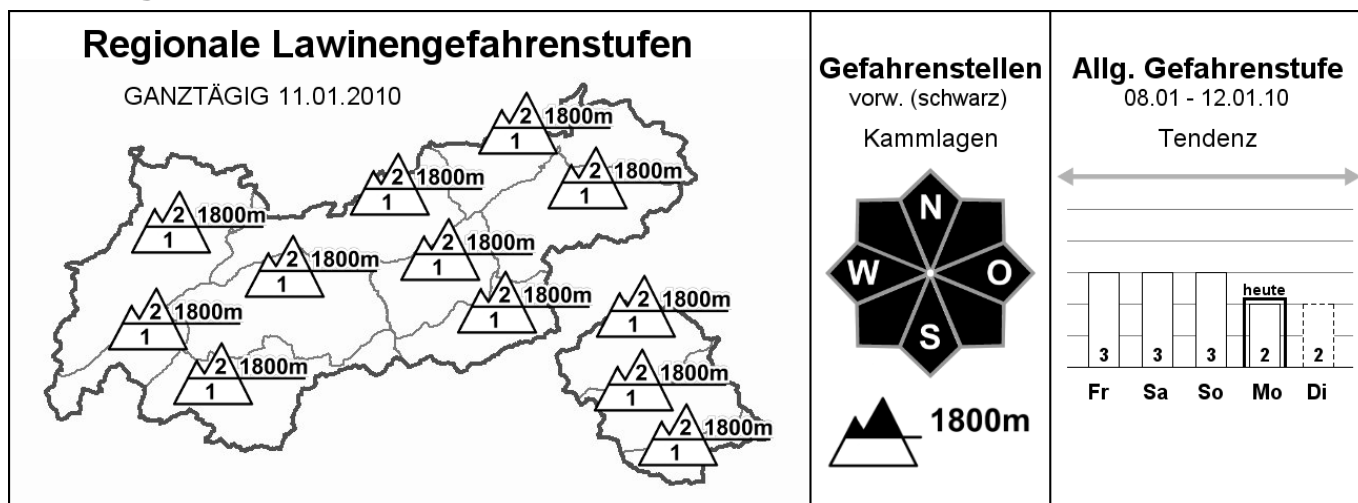 Regionale Lawinengefahrenstufen
GANZTÄGIG 11.01.2010
2 1800m
1
2 1800m
1
2 1800m
1
2 1800m
1
2 1800m
1
2 1800m
1
2 1800m
1
2 1800m
1
2 1800m
1
2 1800m
1
2 1800m
1
2 1800m
1
Gefahrenstellen
vorw. (schwarz)
Kammlagen
N
W O
S
1800m
Allg. Gefahrenstufe
08.01 - 12.01.10
Tendenz
heute
3 3 3 2 2
Fr Sa So Mo Di